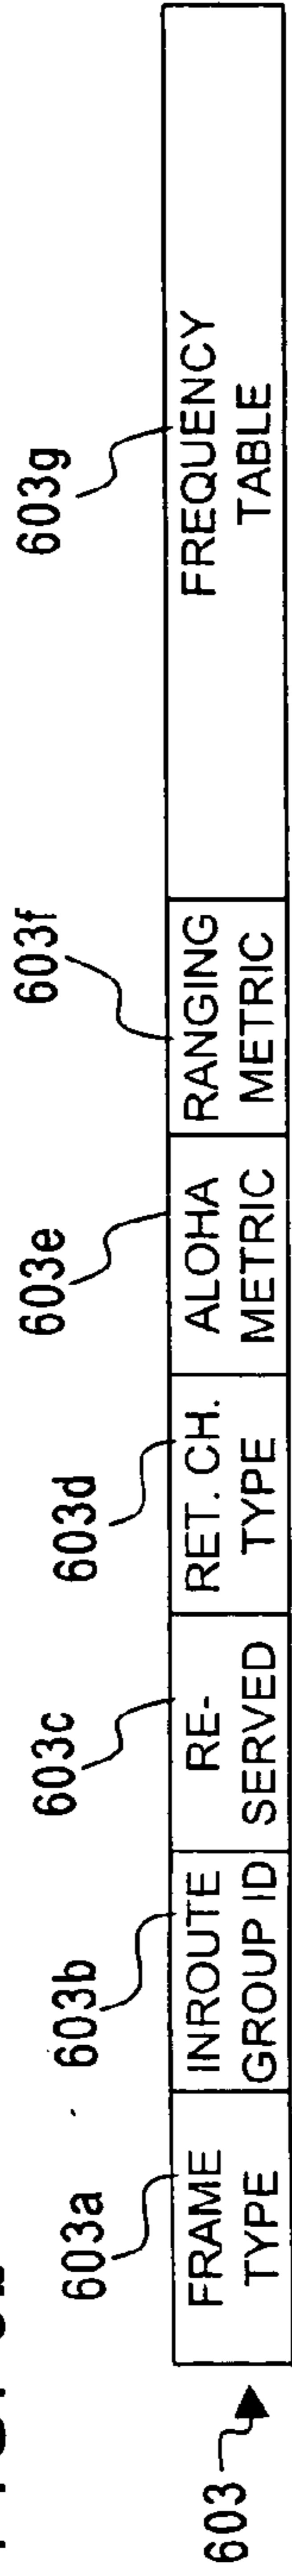 603a
603b
603c
603d
603e
603f
603g
603
FRAME
TYPE
INROUTE
GROUP ID
RE-
SERVED
RET. CH.
TYPE
ALOHA
METRIC
RANGING
METRIC
FREQUENCY
TABLE